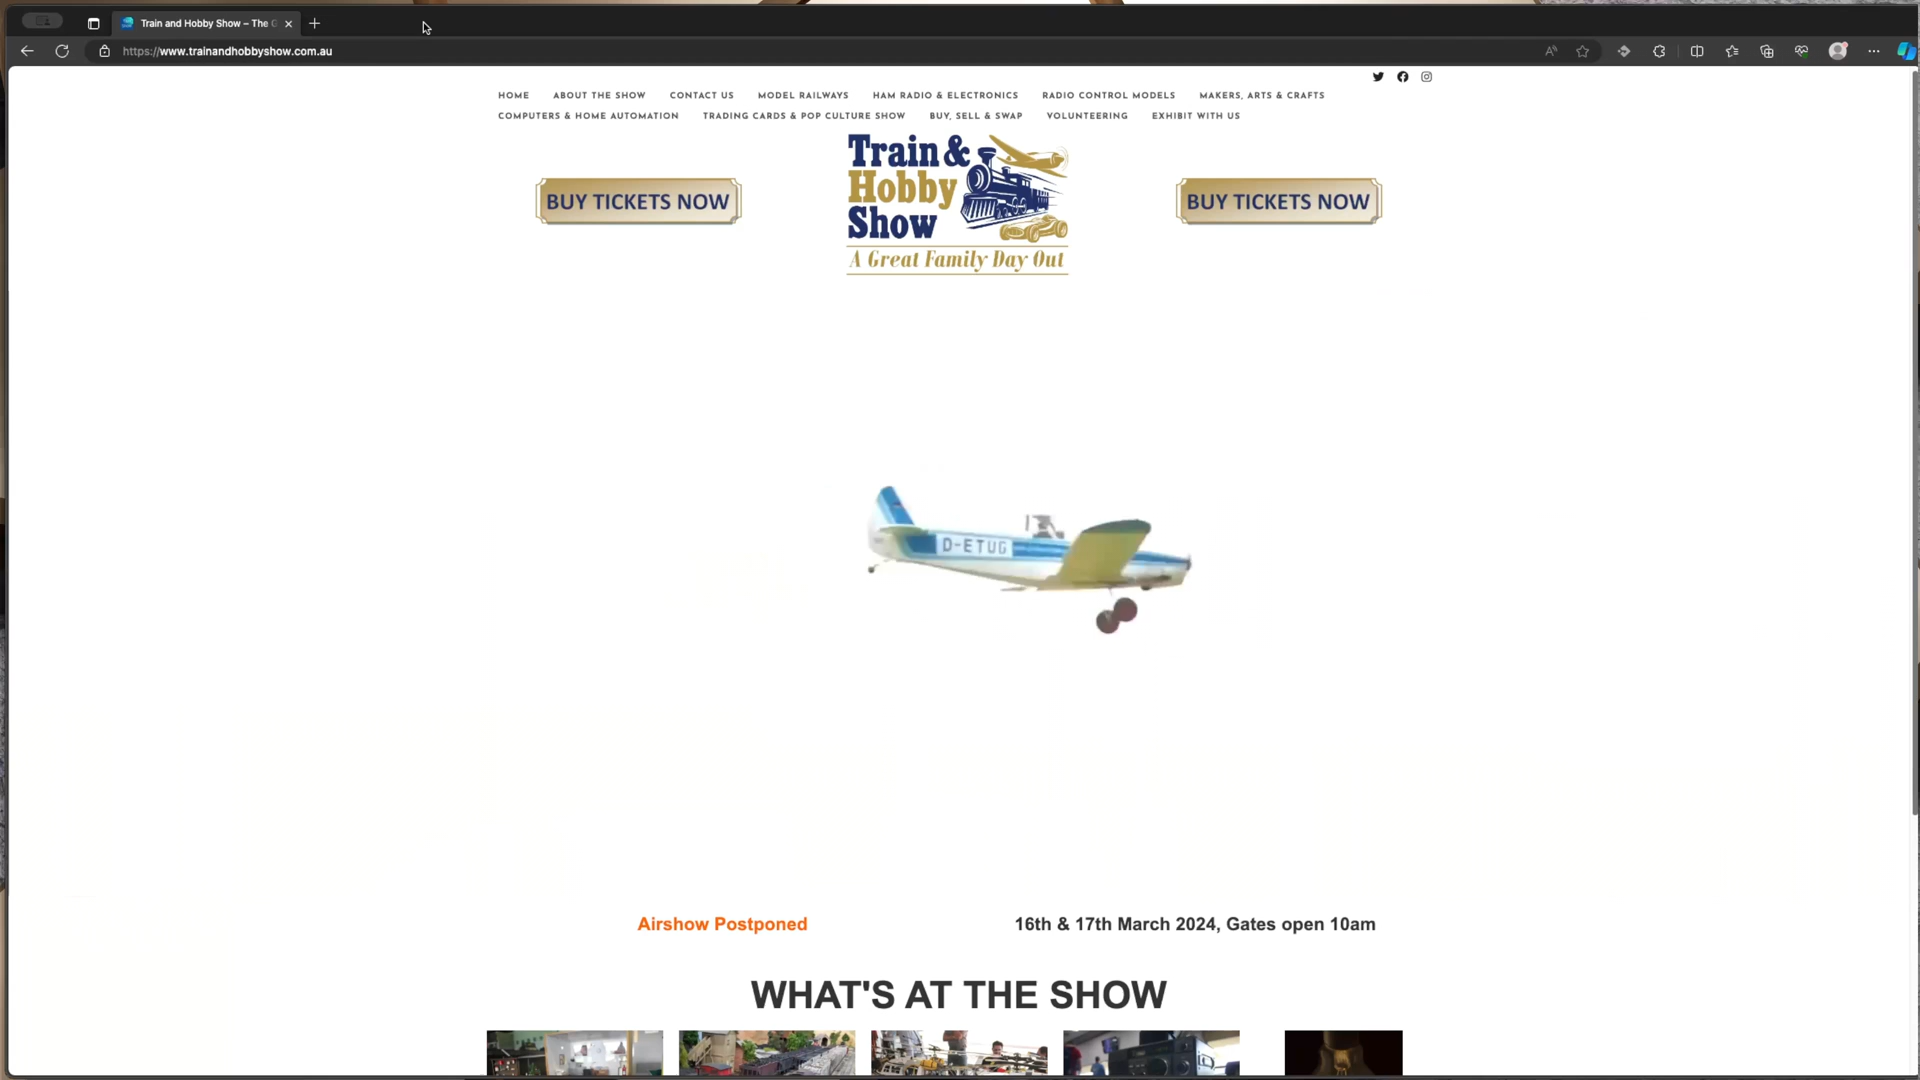 Train and Hobby Show – The G
https://www.trainandhobbyshow.com.au
HOME ABOUT THE SHOW CONTACT US MODEL RAILWAYS HAM RADIO & ELECTRONICS RADIO CONTROL MODELS MAKERS, ARTS & CRAFTS
COMPUTERS & HOME AUTOMATION TRADING CARDS & POP CULTURE SHOW BUY, SELL & SWAP VOLUNTEERING EXHIBIT WITH US
Train &
Hobby
Show
A Great Family Day Out
BUY TICKETS NOW
BUY TICKETS NOW
D-ETUG
Airshow Postponed
16th & 17th March 2024, Gates open 10am
WHAT'S AT THE SHOW